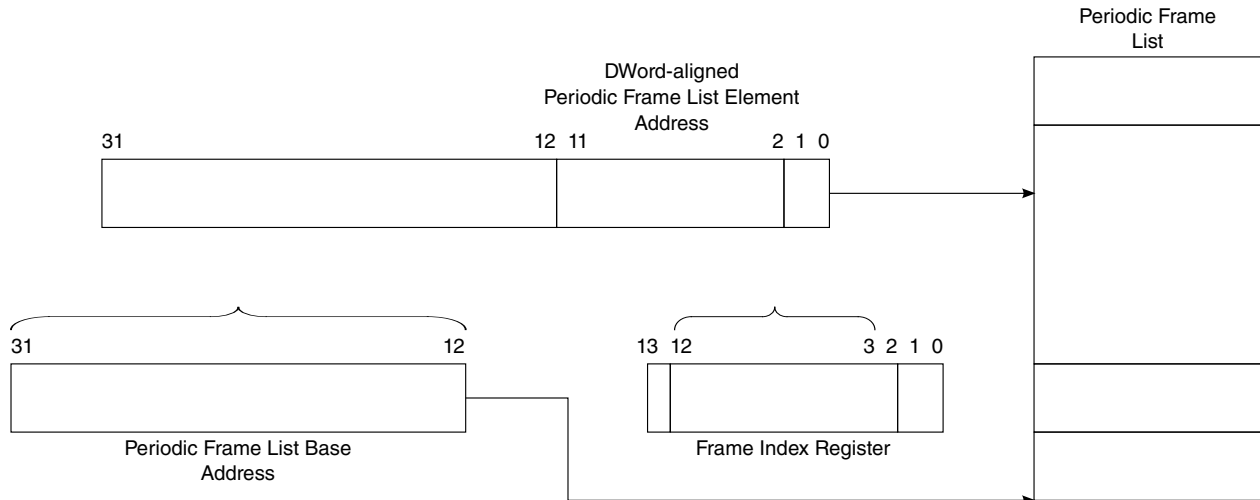 Periodic Frame
List
DWord-aligned
Periodic Frame List Element
Address
31 12 11 2 1 0
31 12 13 12 3 2 1 0
Periodic Frame List Base
Address
Frame Index Register